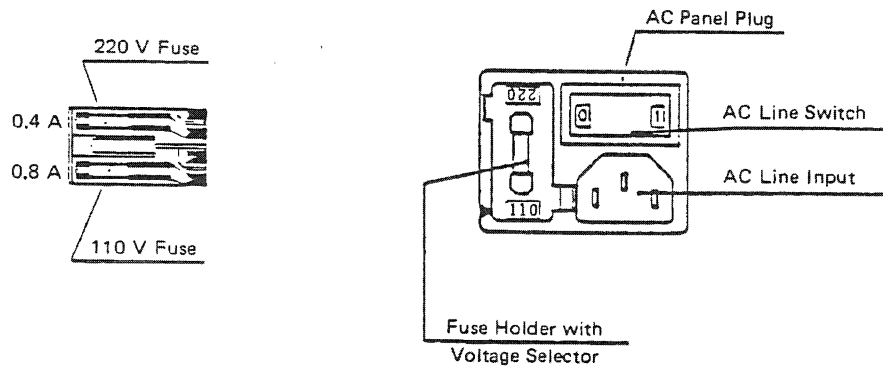 220 V Fuse
0.4 A
0.8 A
110 V Fuse
AC Panel Plug
220
0
1
AC Line Switch
AC Line Input
110
Fuse Holder with
Voltage Selector